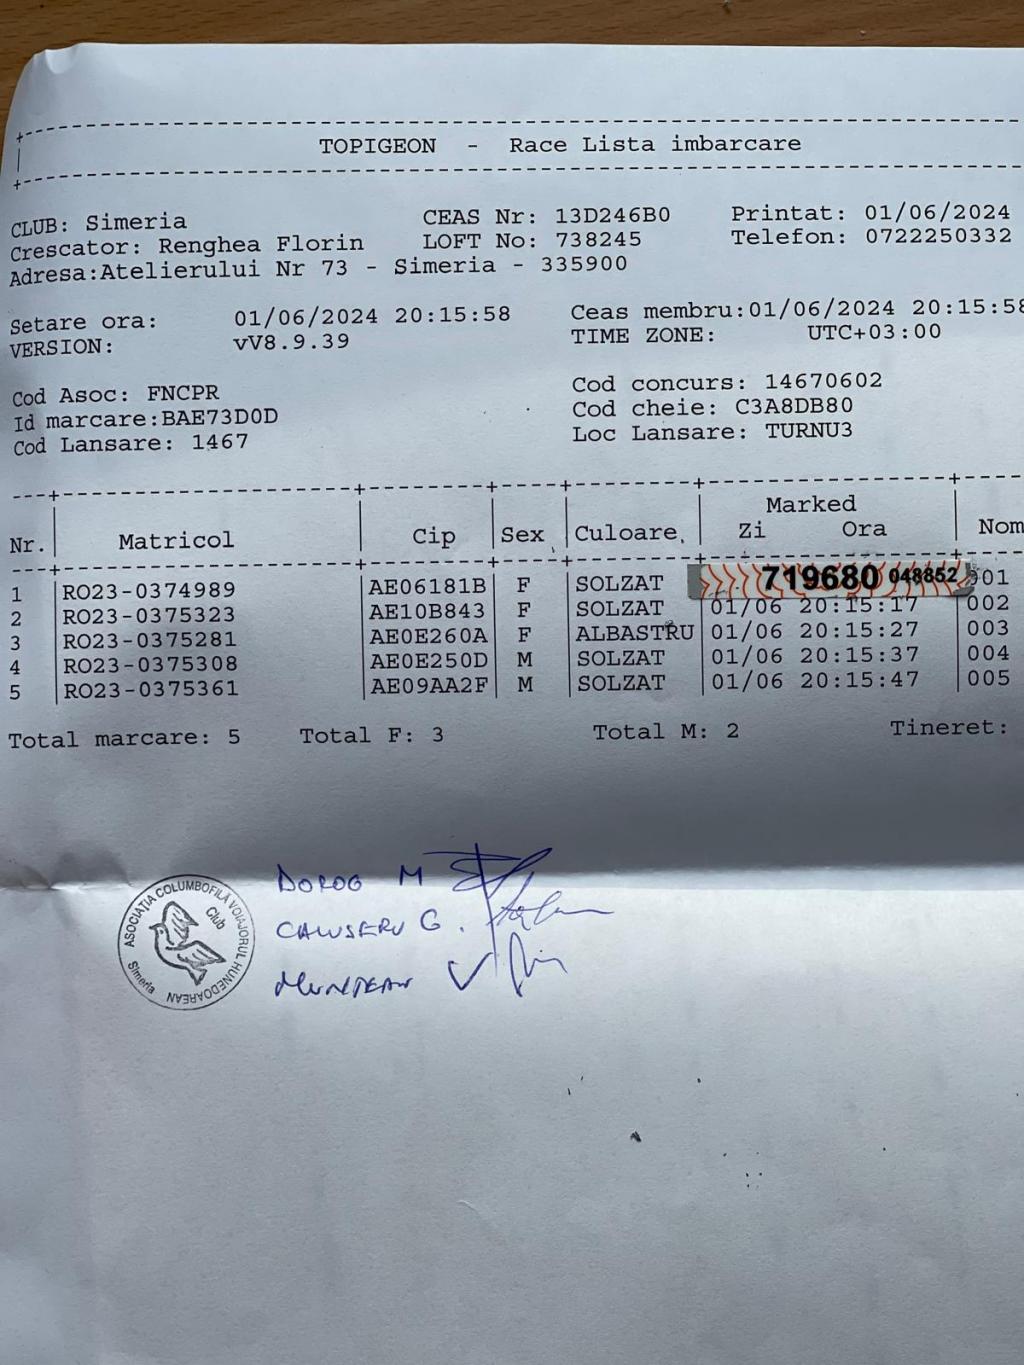 TOPIGEON - Race Lista imbarcare
CLUB: Simeria CEAS Nr: 13D246B0 Printat: 01/06/2024
Crescator: Renghea Florin LOFT No: 738245 Telefon: 0722250332
Adresa:Atelierului Nr 73 - Simeria - 335900
Setare ora: 01/06/2024 20:15:58 Ceas membru:01/06/2024 20:15:58
VERSION: vV8.9.39 TIME ZONE: UTC+03:00
Cod Asoc: FNCPR Cod concurs: 14670602
Id marcare:BAE73D0D Cod cheie: C3A8DB80
Cod Lansare: 1467 Loc Lansare: TURNU3
Marked
Nr. Matricol Cip Sex Culoare Zi Ora Nom
1 RO23-0374989 AE06181B F SOLZAT 719680 048852 001
2 RO23-0375323 AE10B843 F SOLZAT 01/06 20:15:17 002
3 RO23-0375281 AE0E260A F ALBASTRU 01/06 20:15:27 003
4 RO23-0375308 AE0E250D M SOLZAT 01/06 20:15:37 004
5 RO23-0375361 AE09AA2F M SOLZAT 01/06 20:15:47 005
Total marcare: 5 Total F: 3 Total M: 2 Tineret:
ASOCIATIA COLUMBOFILĂ VOIAJORUL HUNEDOAREAN
Club
Simeria
DOROG M
CALUSERU G.
MUNTEAN V